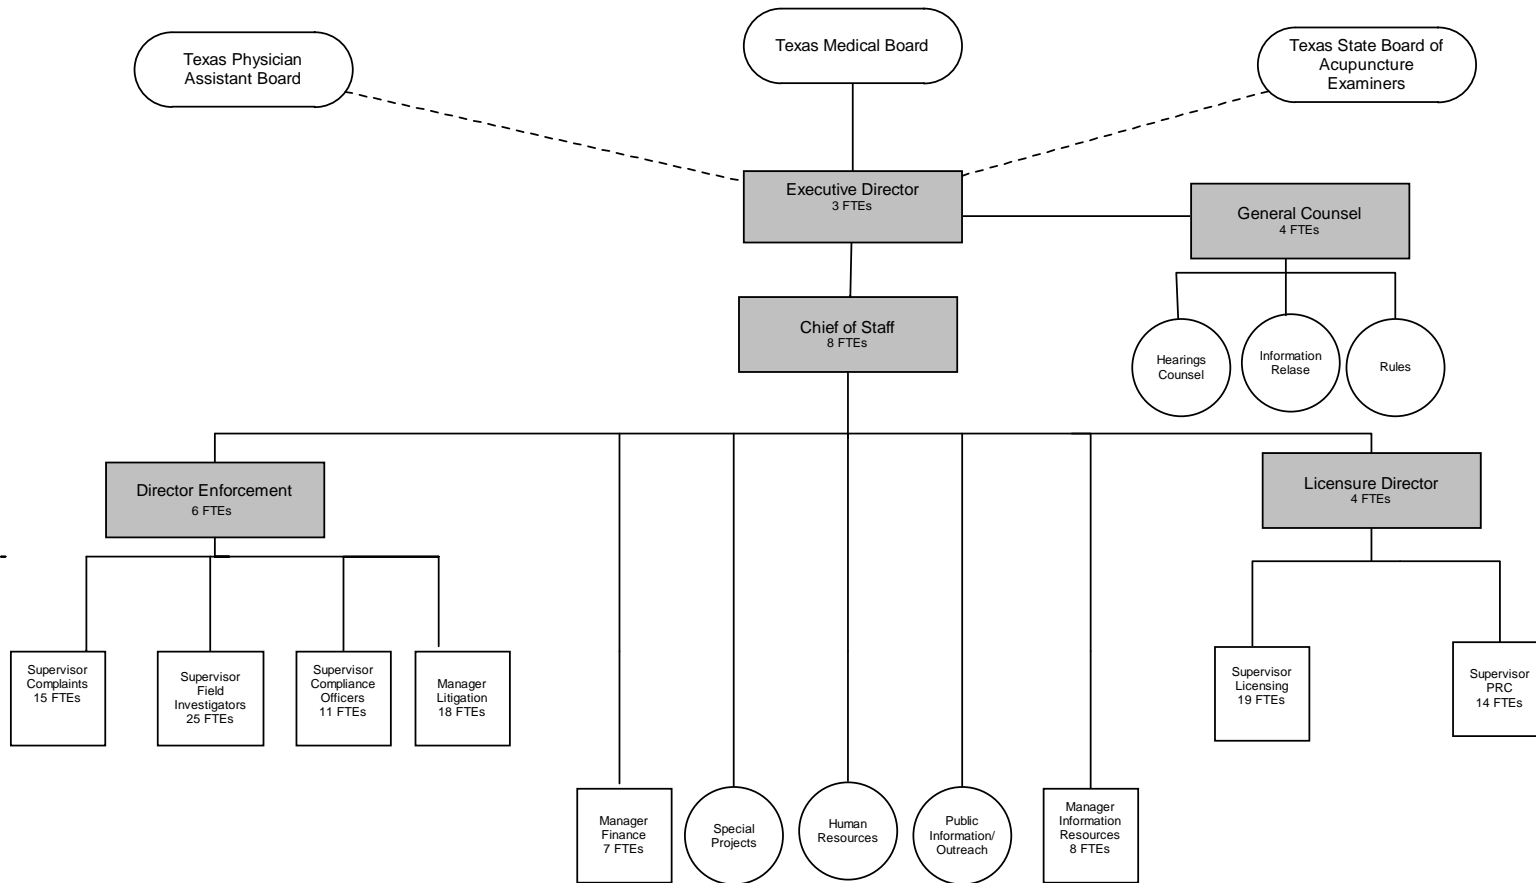 Texas Physician
Assistant Board
Texas Medical Board
Texas State Board of
Acupuncture
Examiners
Executive Director
3 FTEs
General Counsel
4 FTEs
Chief of Staff
8 FTEs
Hearings
Counsel
Information
Relase
Rules
Director Enforcement
6 FTEs
Licensure Director
4 FTEs
Supervisor
Complaints
15 FTEs
Supervisor
Field
Investigators
25 FTEs
Supervisor
Compliance
Officers
11 FTEs
Manager
Litigation
18 FTEs
Supervisor
Licensing
19 FTEs
Supervisor
PRC
14 FTEs
Manager
Finance
7 FTEs
Special
Projects
Human
Resources
Public
Information/
Outreach
Manager
Information
Resources
8 FTEs